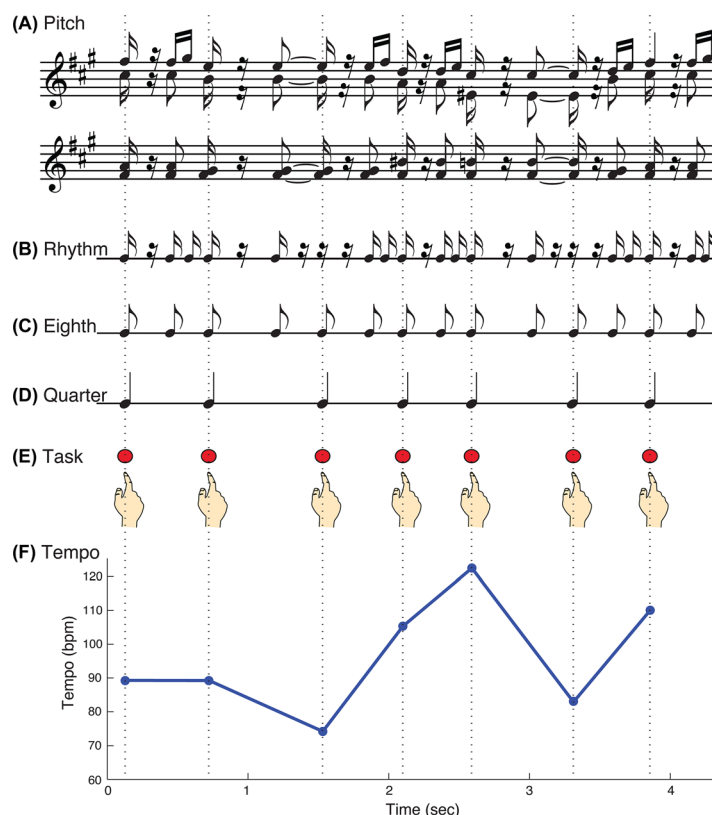 (A) Pitch
(B) Rhythm
(C) Eighth
(D) Quarter
(E) Task
(F) Tempo
120
110
100
90
80
70
60
Tempo (bpm)
0 1 2 3 4
Time (sec)